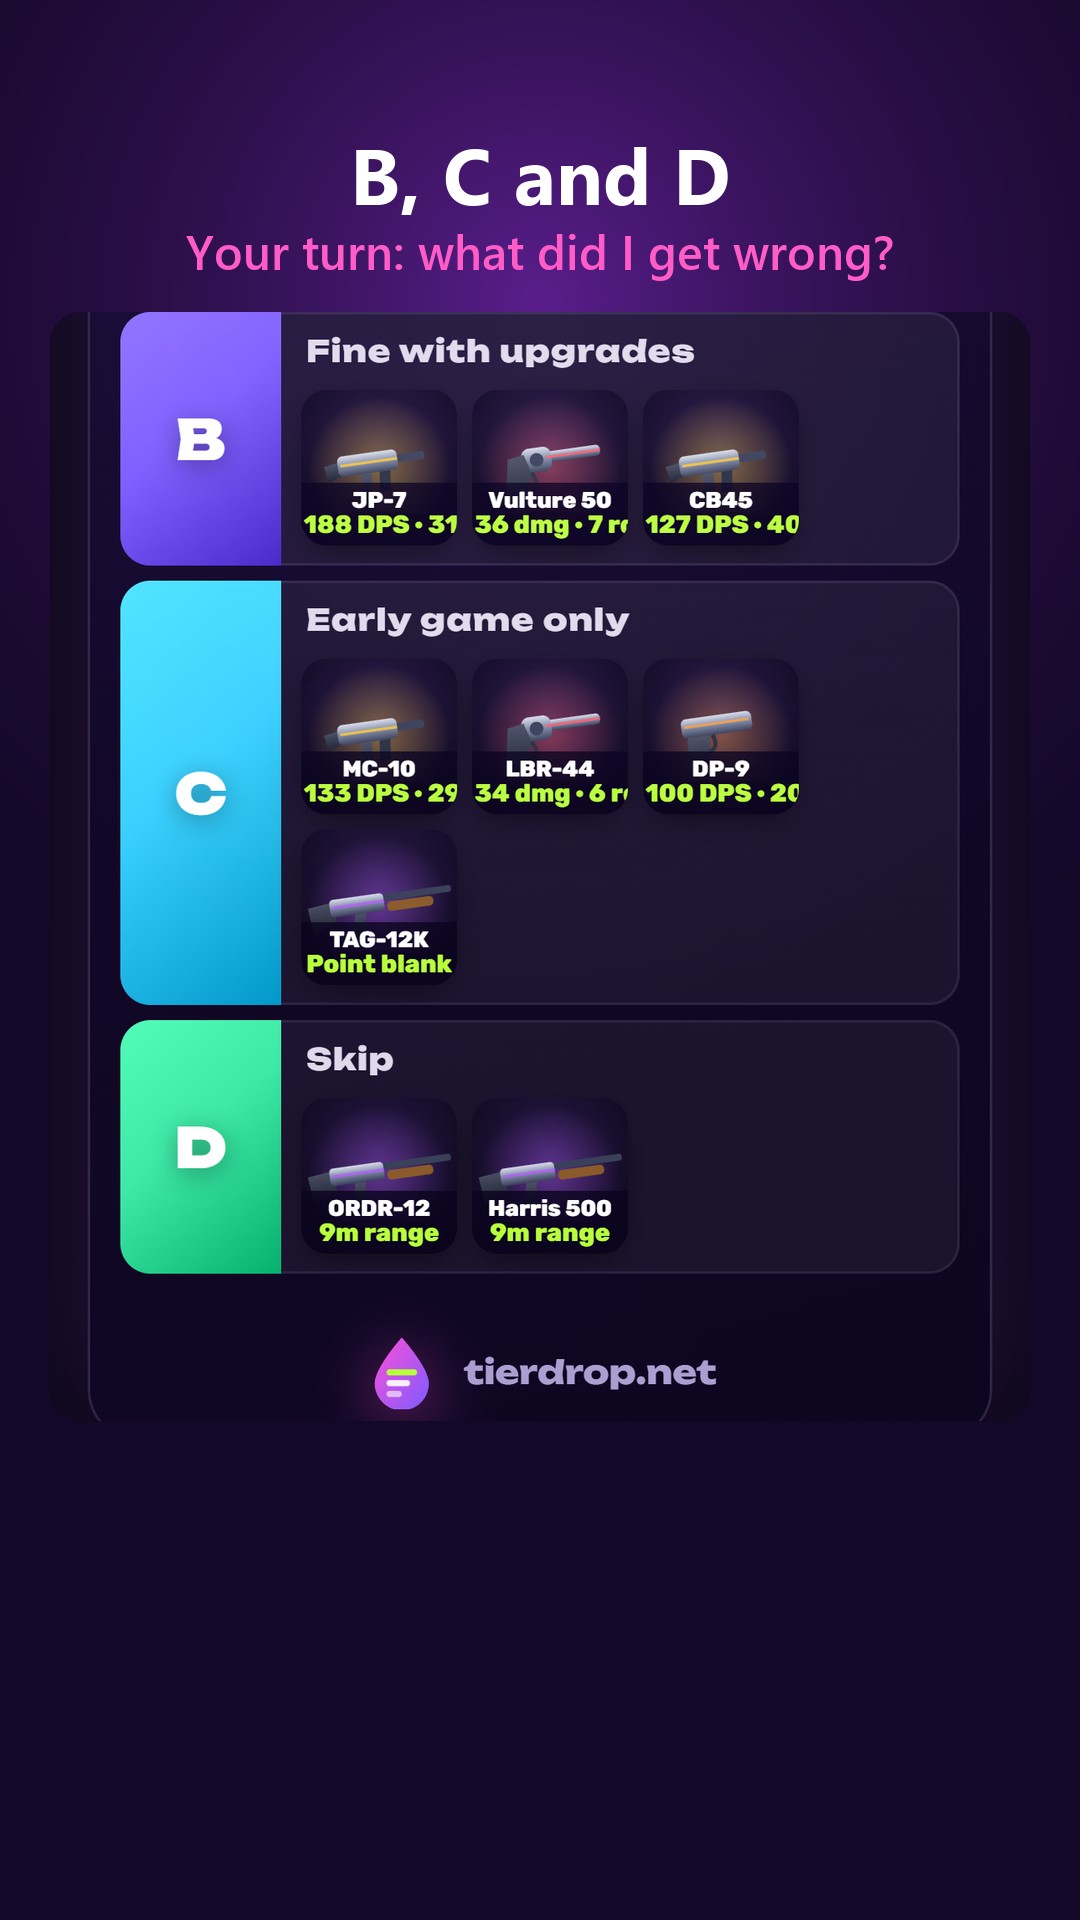 B, C and D
Your turn: what did I get wrong?
B
Fine with upgrades
JP-7
188 DPS • 31
Vulture 50
36 dmg • 7
CB45
127 DPS • 40
C
Early game only
MC-10
133 DPS • 29
LBR-44
34 dmg • 6
DP-9
100 DPS • 20
TAG-12K
Point blank
D
Skip
ORDR-12
9m range
Harris 500
9m range
tierdrop.net